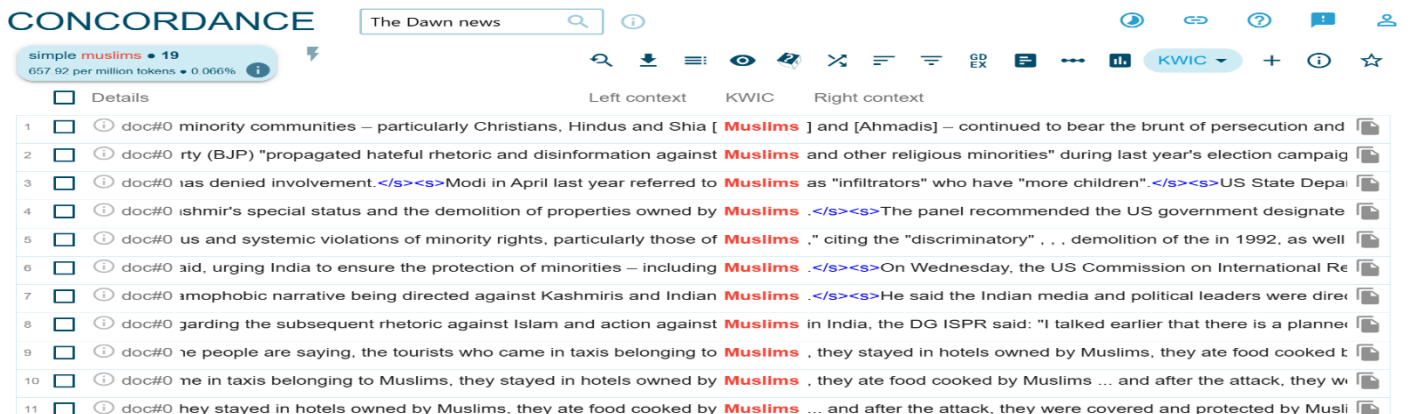 CONCORDANCE The Dawn news
simple muslims • 19
657.92 per million tokens • 0.066%
GD EX KWIC
Details Left context KWIC Right context
1 doc#0 minority communities – particularly Christians, Hindus and Shia [ Muslims ] and [Ahmadis] – continued to bear the brunt of persecution and
2 doc#0 rty (BJP) "propagated hateful rhetoric and disinformation against Muslims and other religious minorities" during last year's election campaig
3 doc#0 has denied involvement.</s><s>Modi in April last year referred to Muslims as "infiltrators" who have "more children".</s><s>US State Depa
4 doc#0 shmir's special status and the demolition of properties owned by Muslims .</s><s>The panel recommended the US government designate
5 doc#0 us and systemic violations of minority rights, particularly those of Muslims ," citing the "discriminatory" , , , demolition of the in 1992, as well
6 doc#0 aid, urging India to ensure the protection of minorities – including Muslims .</s><s>On Wednesday, the US Commission on International Re
7 doc#0 amophobic narrative being directed against Kashmiris and Indian Muslims .</s><s>He said the Indian media and political leaders were direc
8 doc#0 garding the subsequent rhetoric against Islam and action against Muslims in India, the DG ISPR said: "I talked earlier that there is a planned
9 doc#0 he people are saying, the tourists who came in taxis belonging to Muslims , they stayed in hotels owned by Muslims, they ate food cooked b
10 doc#0 me in taxis belonging to Muslims, they stayed in hotels owned by Muslims , they ate food cooked by Muslims ... and after the attack, they we
11 doc#0 hey stayed in hotels owned by Muslims, they ate food cooked by Muslims ... and after the attack, they were covered and protected by Musli